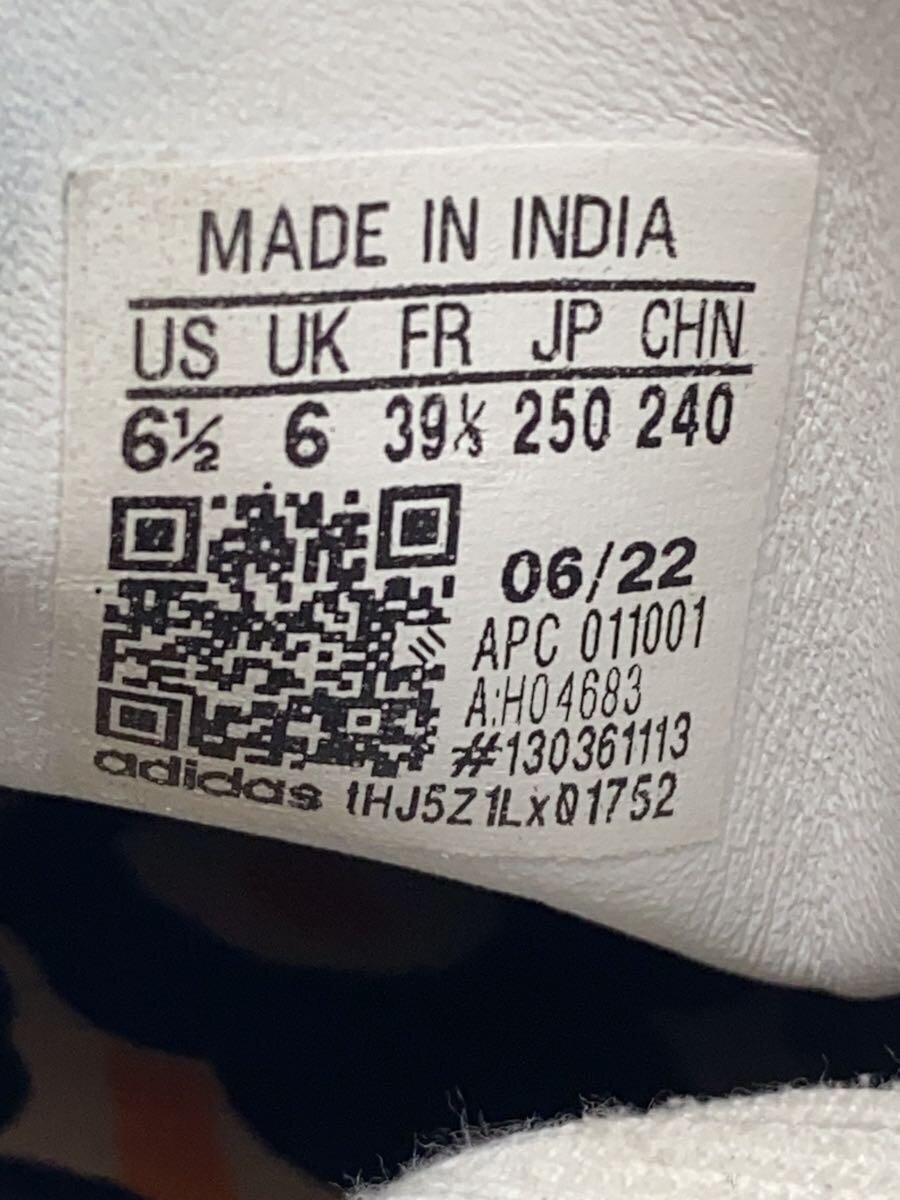 MADE IN INDIA
US UK FR JP CHN
6½ 6 39⅓ 250 240
06/22
APC 011001
A:H04683
#130361113
adidas tHJ5Z1Lx01752